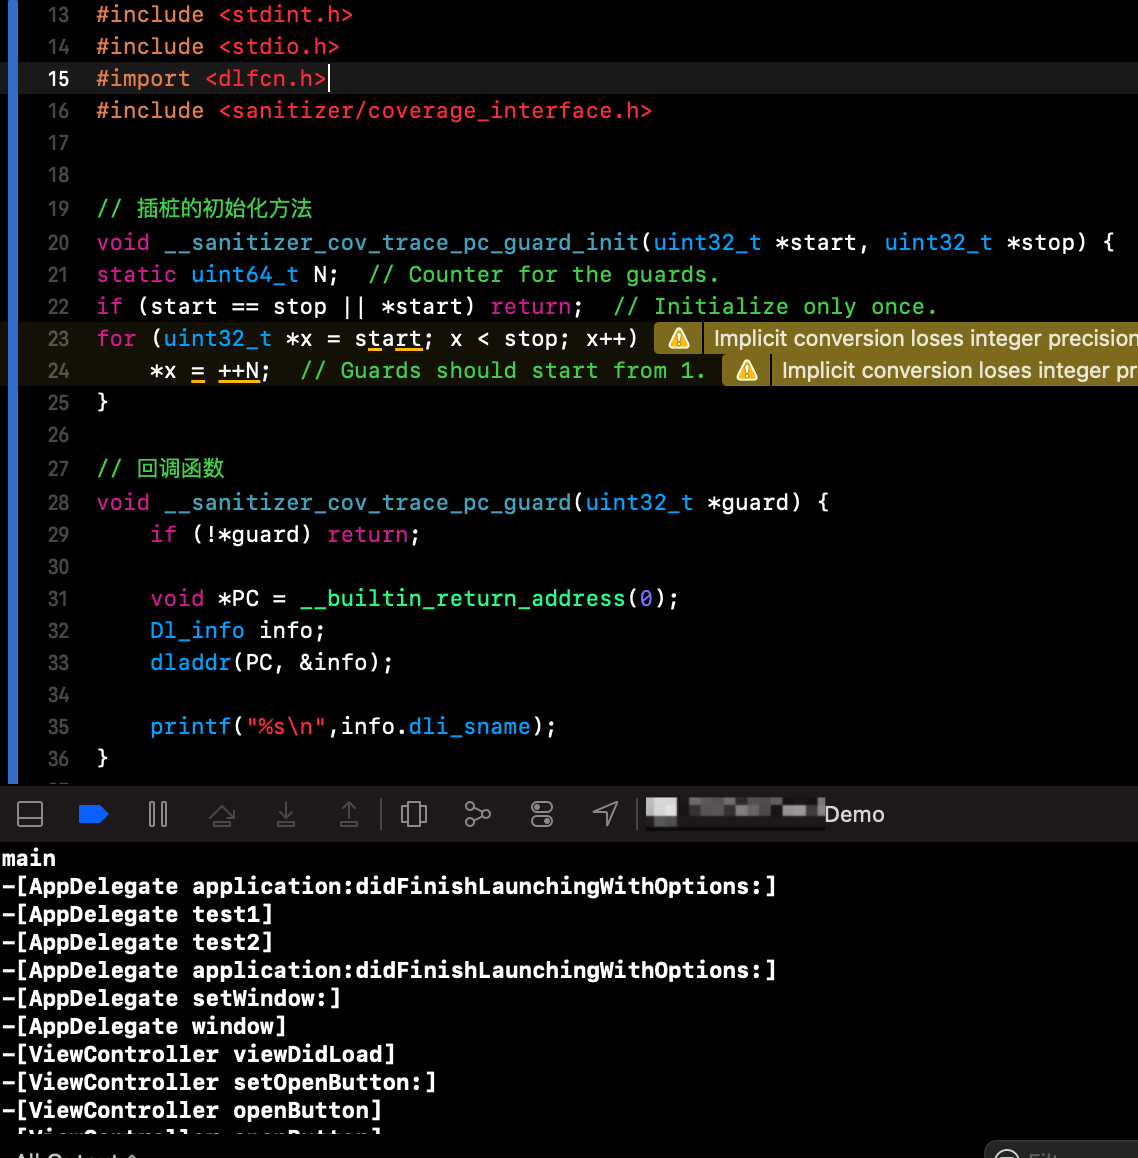 13 #include <stdint.h>
14 #include <stdio.h>
15 #import <dlfcn.h>
16 #include <sanitizer/coverage_interface.h>
17
18
19 // 插桩的初始化方法
20 void __sanitizer_cov_trace_pc_guard_init(uint32_t *start, uint32_t *stop) {
21 static uint64_t N;  // Counter for the guards.
22 if (start == stop || *start) return;  // Initialize only once.
23 for (uint32_t *x = start; x < stop; x++) Implicit conversion loses integer precision
24     *x = ++N;  // Guards should start from 1. Implicit conversion loses integer pr
25 }
26
27 // 回调函数
28 void __sanitizer_cov_trace_pc_guard(uint32_t *guard) {
29     if (!*guard) return;
30
31     void *PC = __builtin_return_address(0);
32     Dl_info info;
33     dladdr(PC, &info);
34
35     printf("%s\n",info.dli_sname);
36 }
Demo
main
-[AppDelegate application:didFinishLaunchingWithOptions:]
-[AppDelegate test1]
-[AppDelegate test2]
-[AppDelegate application:didFinishLaunchingWithOptions:]
-[AppDelegate setWindow:]
-[AppDelegate window]
-[ViewController viewDidLoad]
-[ViewController setOpenButton:]
-[ViewController openButton]